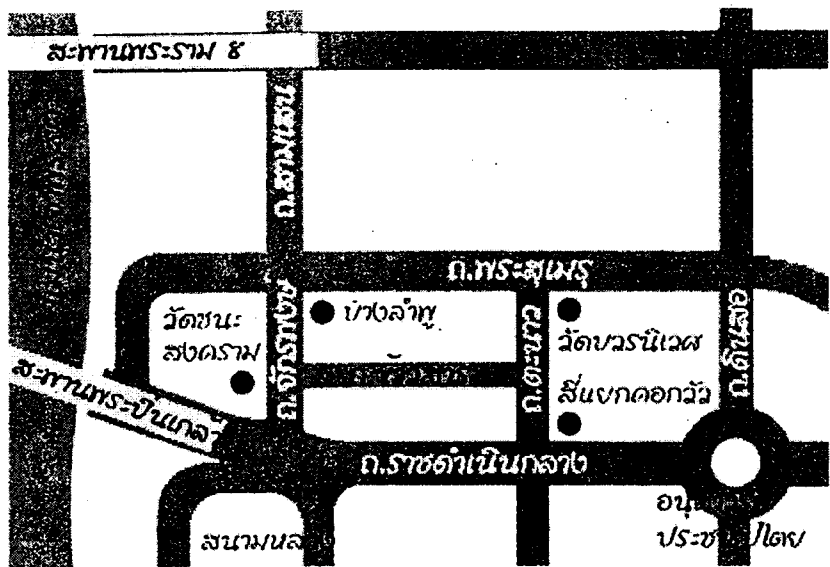 สะพานพระราม ๘
ถ.สามเสน
ถ.พระสุเมรุ
ถ.จักรพงษ์
บางลำพู
วัดชนะ
สงคราม
ถ.ตะนาว
วัดบวรนิเวศ
ถ.ดินสอ
สี่แยกคอกวัว
สะพานพระปิ่นเกล้า
ถ.ราชดำเนินกลาง
สนามหลวง
ประชาธิปไตย